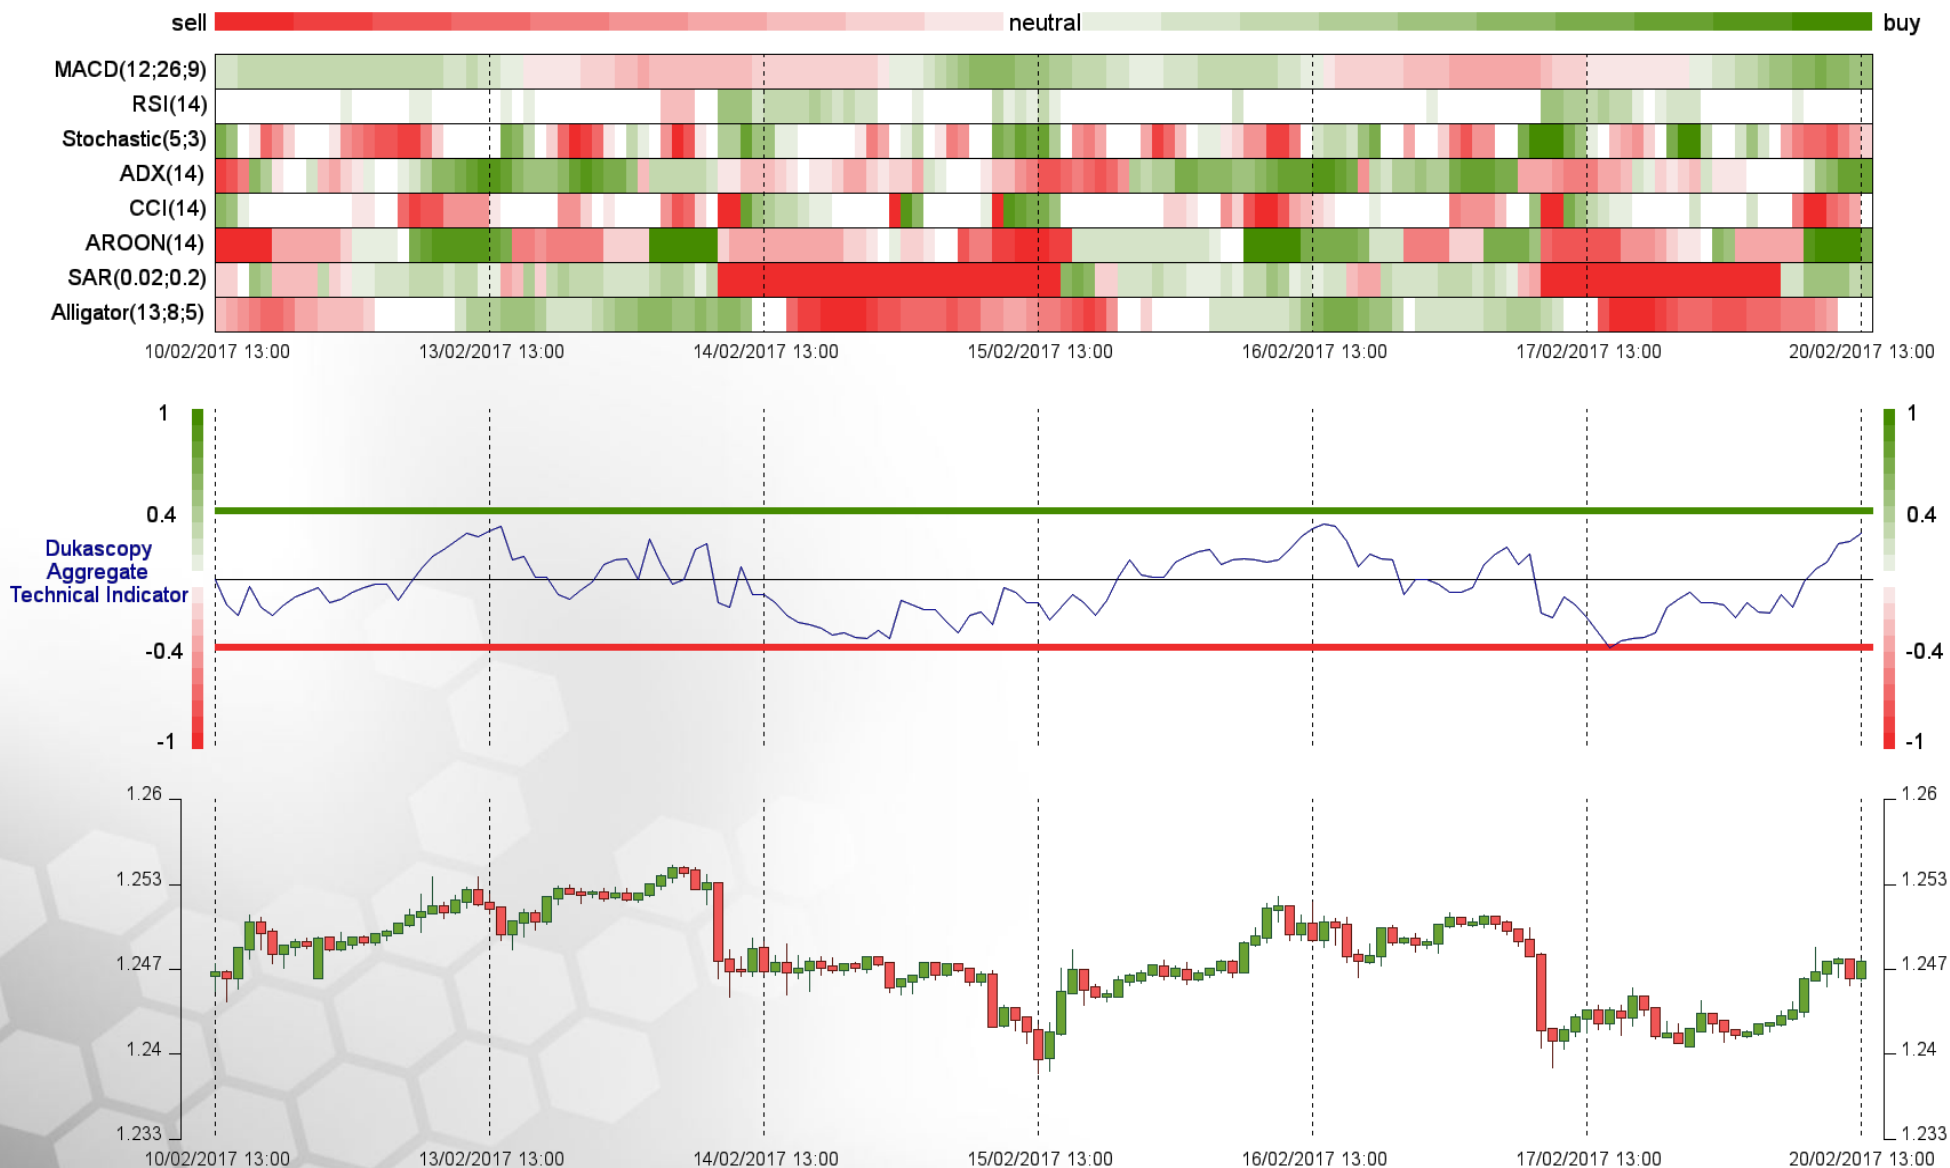 sell neutral buy
MACD(12;26;9)
RSI(14)
Stochastic(5;3)
ADX(14)
CCI(14)
AROON(14)
SAR(0.02;0.2)
Alligator(13;8;5)
10/02/2017 13:00 13/02/2017 13:00 14/02/2017 13:00 15/02/2017 13:00 16/02/2017 13:00 17/02/2017 13:00 20/02/2017 13:00
1 1
0.4 0.4
Dukascopy
Aggregate
Technical Indicator
-0.4 -0.4
-1 -1
1.26 1.26
1.253 1.253
1.247 1.247
1.24 1.24
1.233 1.233
10/02/2017 13:00 13/02/2017 13:00 14/02/2017 13:00 15/02/2017 13:00 16/02/2017 13:00 17/02/2017 13:00 20/02/2017 13:00